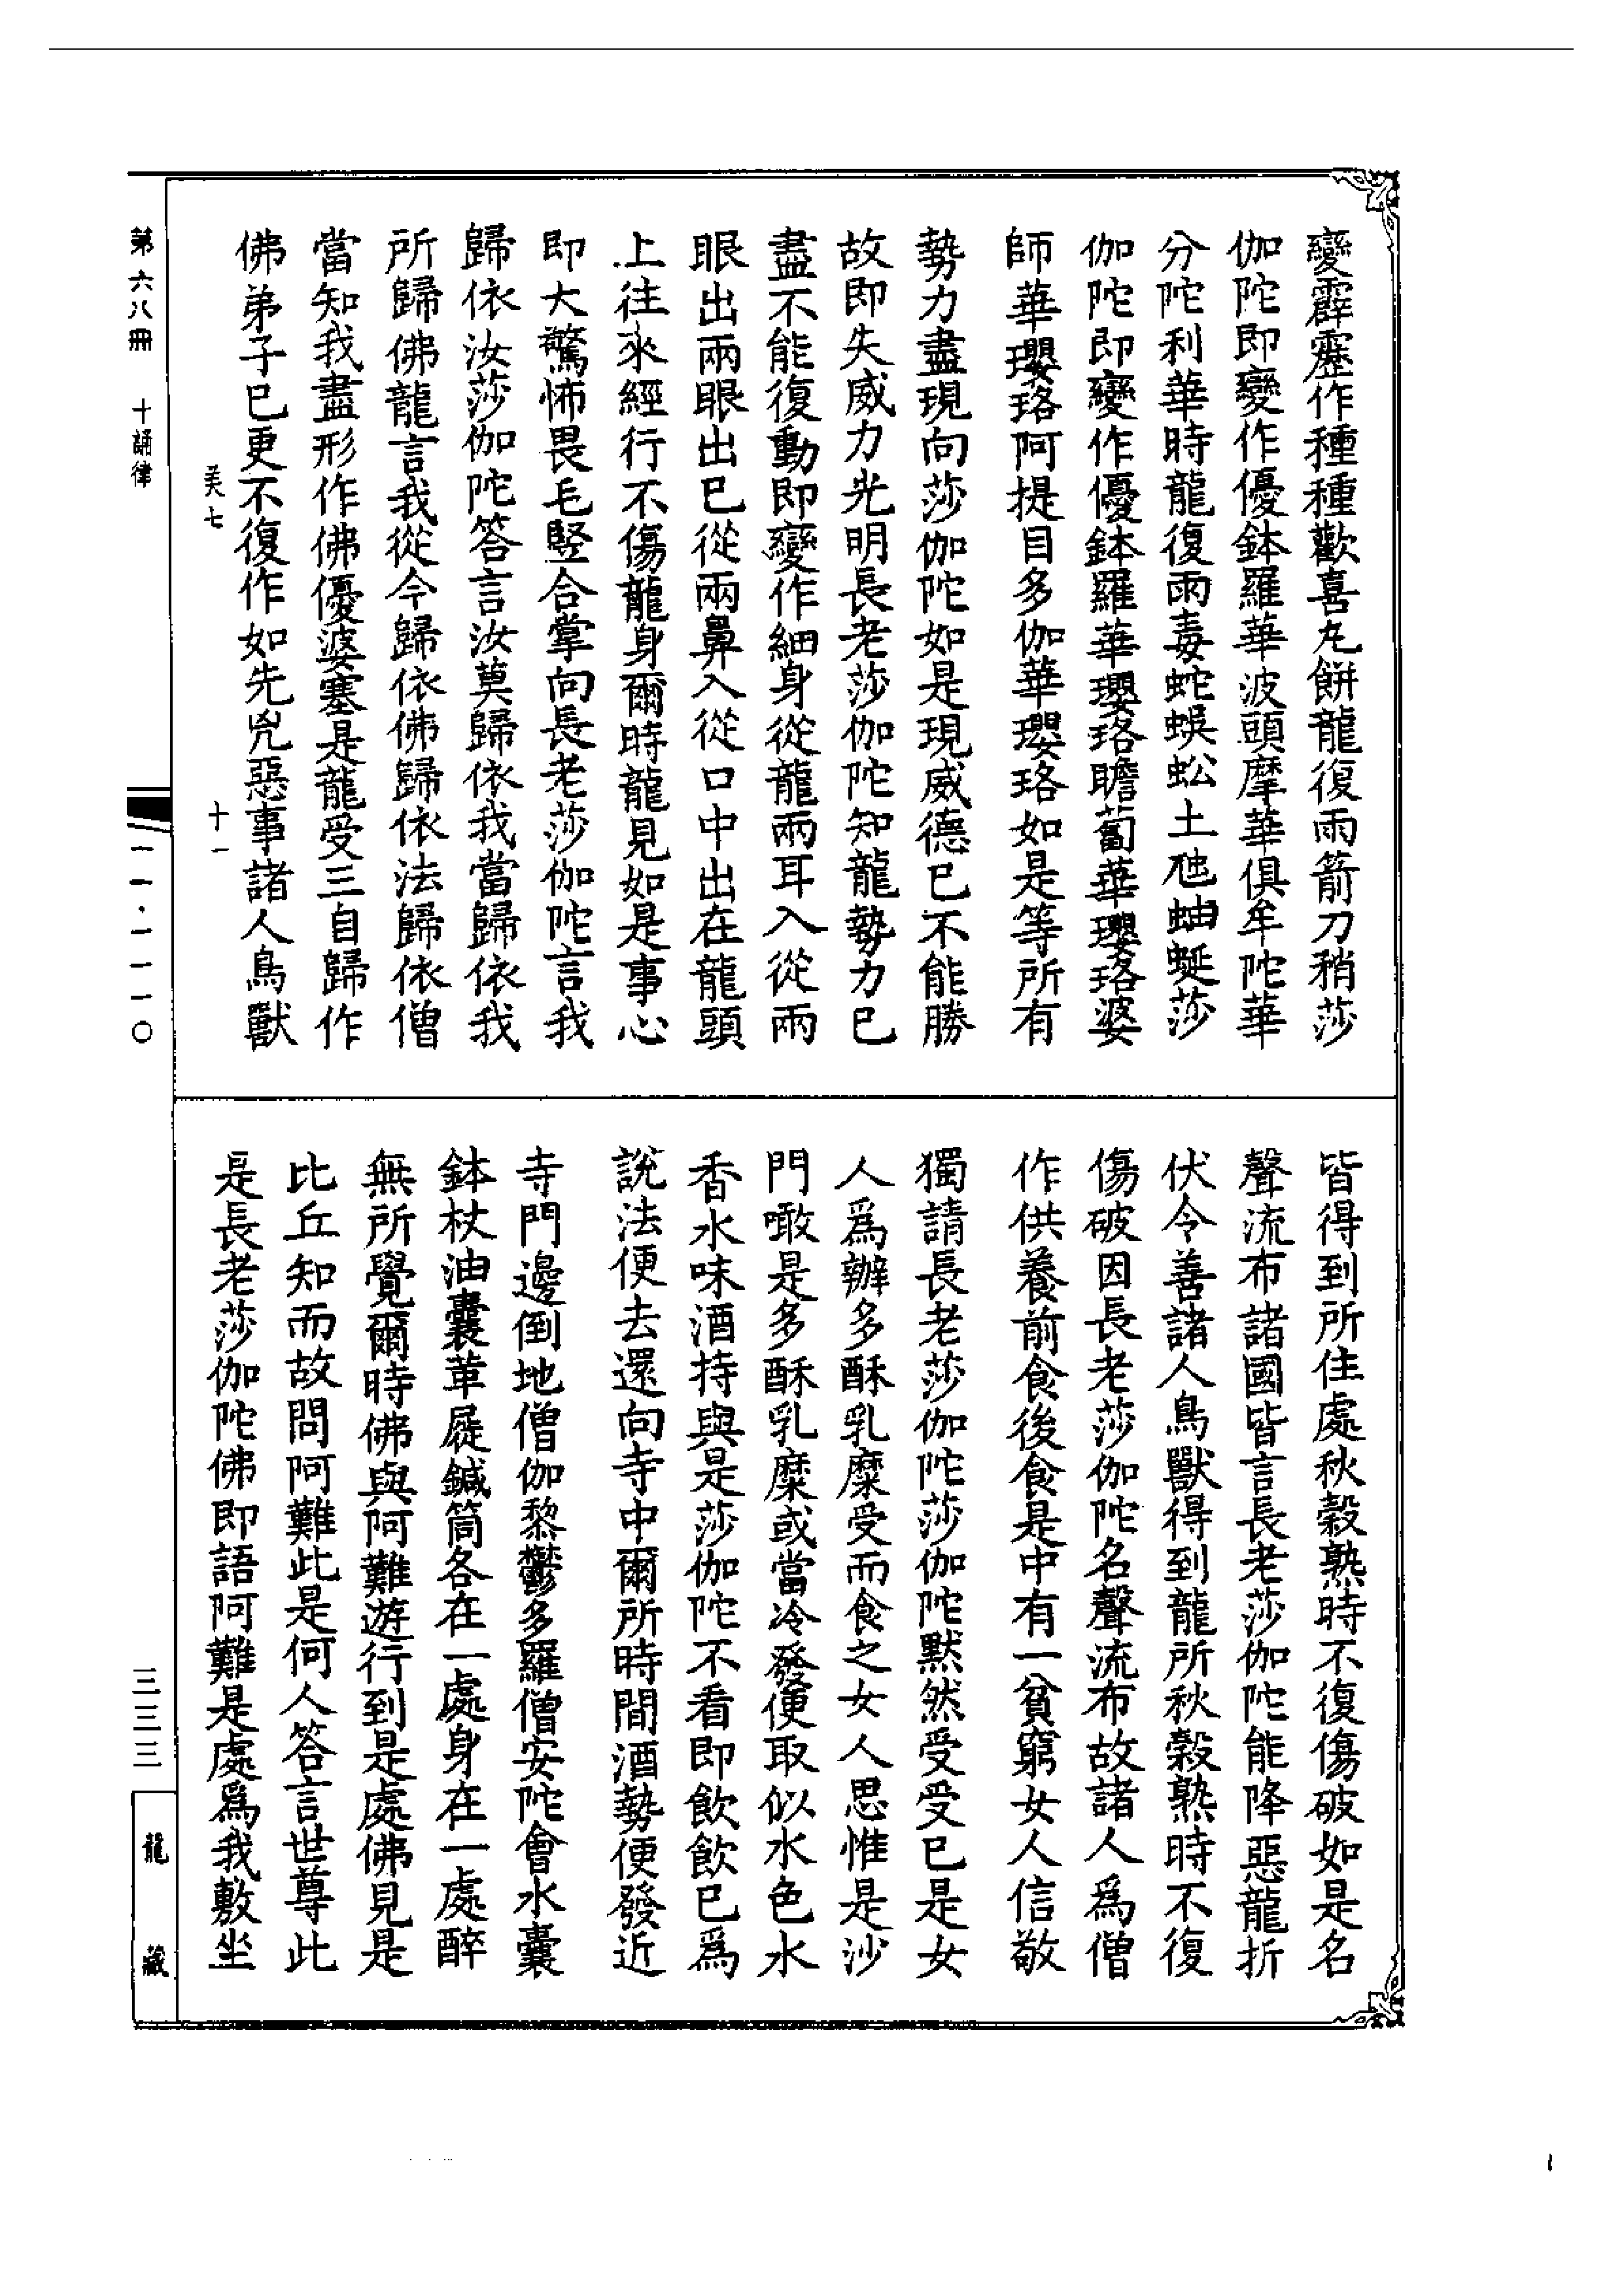 變霹靂作種種歡喜丸餅龍復雨箭刀矟莎
伽陀即變作優鉢羅華波頭摩華俱牟陀華
分陀利華時龍復雨毒蛇蜈蚣土虺蚰蜒莎
伽陀即變作優鉢羅華瓔珞瞻蔔華瓔珞婆
師華瓔珞阿提目多伽華瓔珞如是等所有
勢力盡現向莎伽陀如是現威德已不能勝
故即失威力光明長老莎伽陀知龍勢力已
盡不能復動即變作細身從龍兩耳入從兩
眼出兩眼出已從兩鼻入從口中出在龍頭
上往來經行不傷龍身爾時龍見如是事心
即大驚怖畏毛竪合掌向長老莎伽陀言我
歸依汝莎伽陀答言汝莫歸依我當歸依我
所歸佛龍言我從今歸依佛歸依法歸依僧
當知我盡形作佛優婆塞是龍受三自歸作
佛弟子已更不復作如先兇惡事諸人鳥獸
吴七 十一
皆得到所住處秋穀熟時不復傷破如是名
聲流布諸國皆言長老莎伽陀能降惡龍折
伏令善諸人鳥獸得到龍所秋穀熟時不復
傷破因長老莎伽陀名聲流布故諸人爲僧
作供養前食後食是中有一貧窮女人信敬
獨請長老莎伽陀莎伽陀默然受受已是女
人爲辦多酥乳糜受而食之女人思惟是沙
門噉是多酥乳糜或當冷發便取似水色水
香水味酒持與是莎伽陀不看即飲飲已爲
說法便去還向寺中爾所時間酒勢便發近
寺門邊倒地僧伽黎鬱多羅僧安陀會水囊
鉢杖油囊革屣鍼筒各在一處身在一處醉
無所覺爾時佛與阿難遊行到是處佛見是
比丘知而故問阿難此是何人答言世尊此
是長老莎伽陀佛即語阿難是處爲我敷坐
第六八冊 十誦律
一一·一一一〇
三三三
龍藏